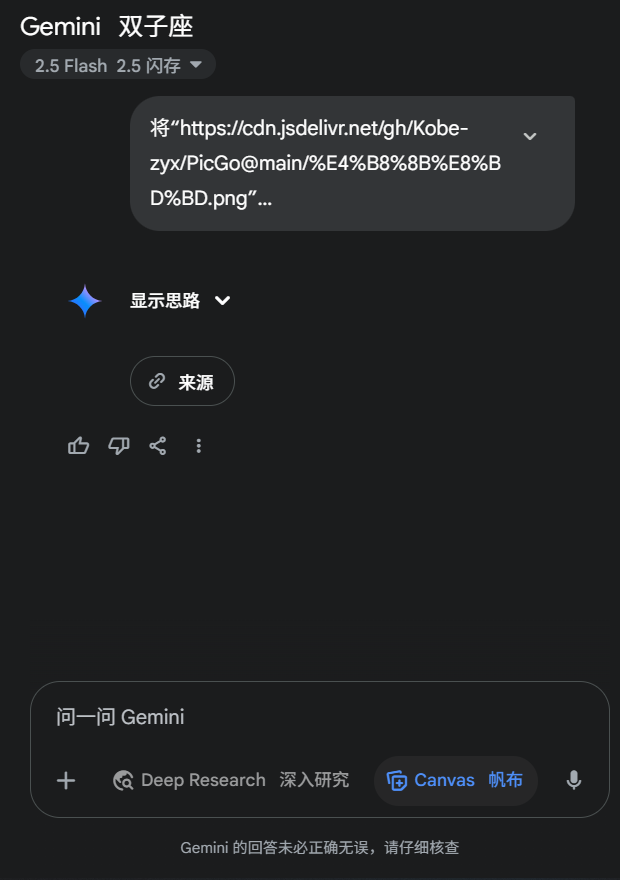 Gemini 双子座
2.5 Flash 2.5 闪存
将“https://cdn.jsdelivr.net/gh/Kobe-
zyx/PicGo@main/%E4%B8%8B%E8%B
D%BD.png”...
显示思路
来源
问一问 Gemini
Deep Research 深入研究 Canvas 帆布
Gemini 的回答未必正确无误，请仔细核查